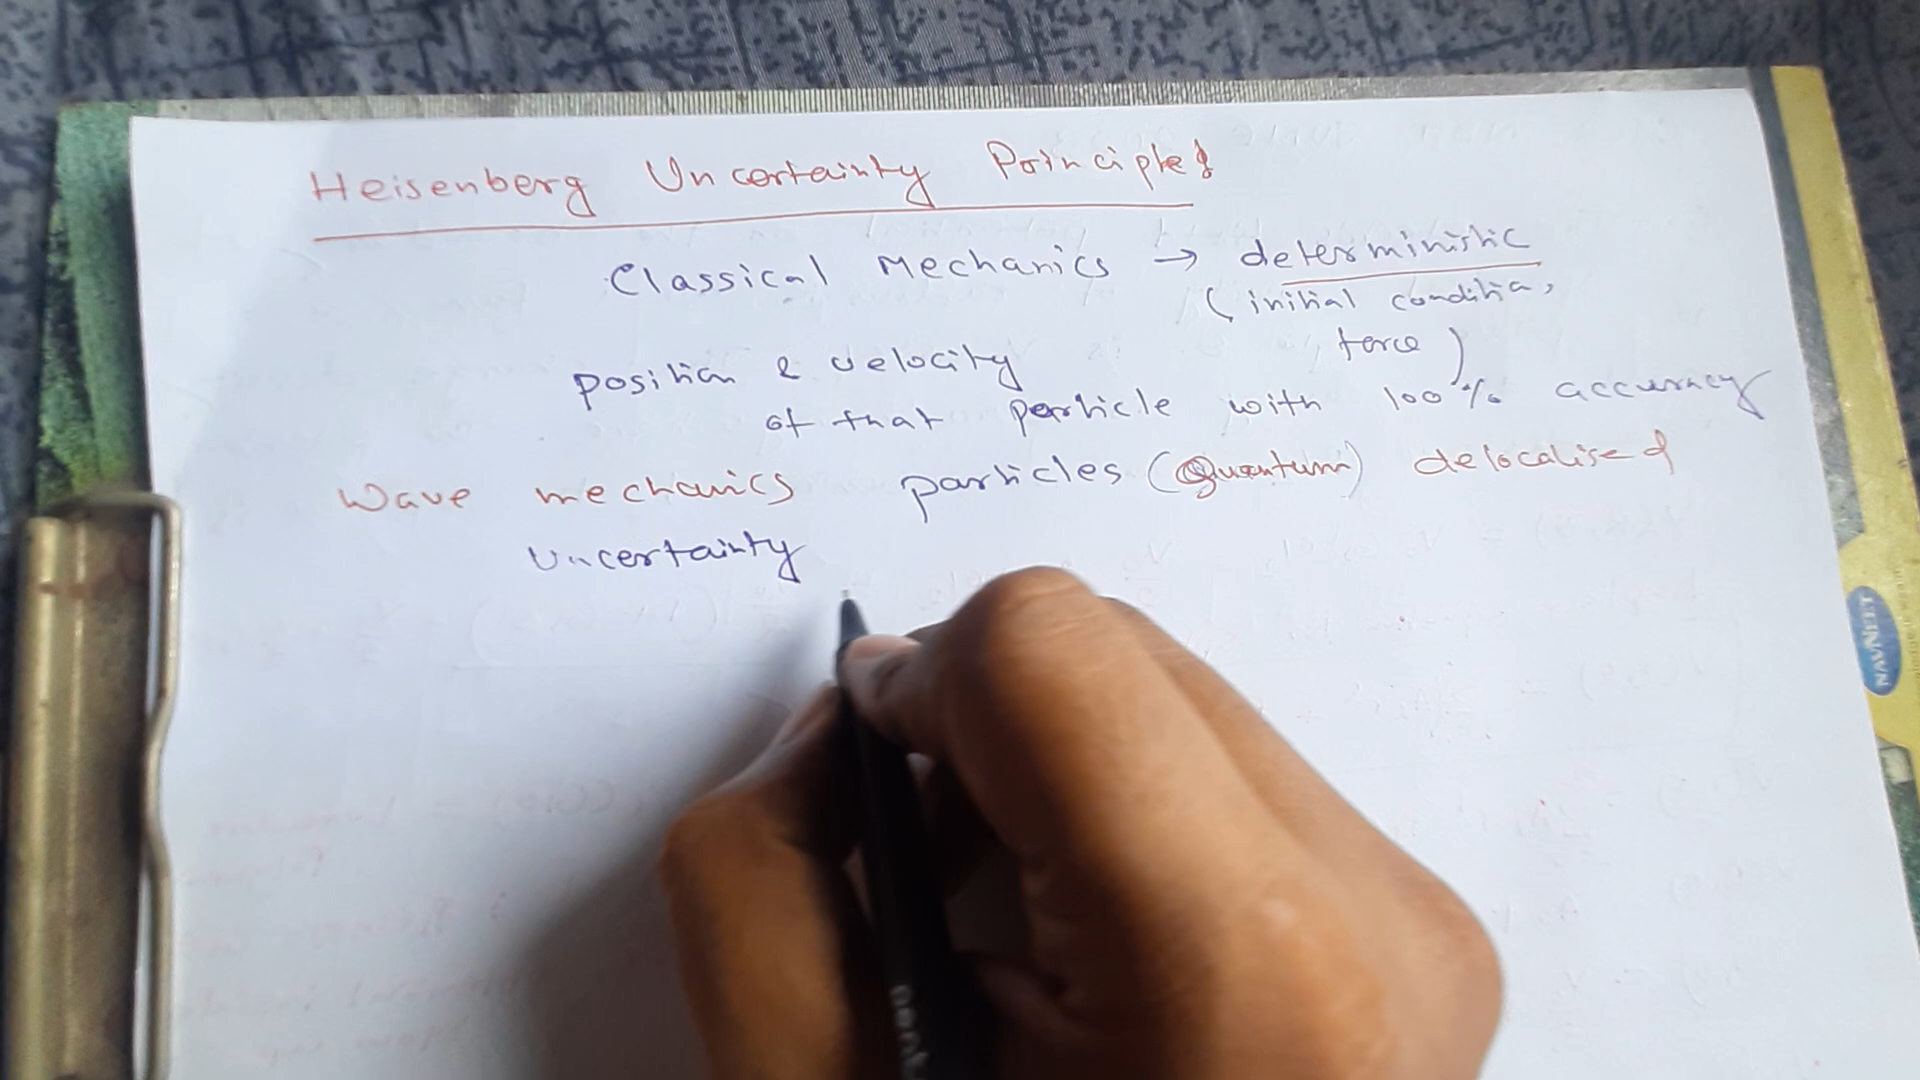 Heisenberg Uncertainty Principle
Classical Mechanics → deterministic
(initial condition,
force)
position & velocity
of that particle with 100% accuracy
Wave mechanics particles (Quantum) delocalised
Uncertainty
NAVNEET